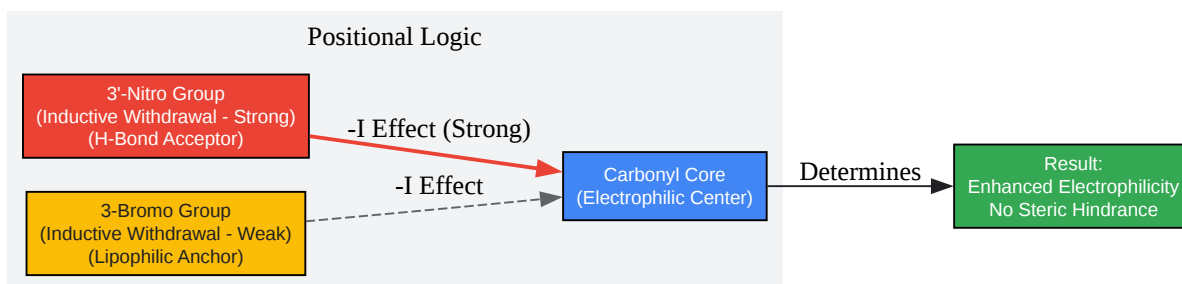 Positional Logic
3'-Nitro Group
(Inductive Withdrawal - Strong)
(H-Bond Acceptor)
-I Effect (Strong)
3-Bromo Group
(Inductive Withdrawal - Weak)
(Lipophilic Anchor)
-I Effect
Carbonyl Core
(Electrophilic Center)
Determines
Result:
Enhanced Electrophilicity
No Steric Hindrance